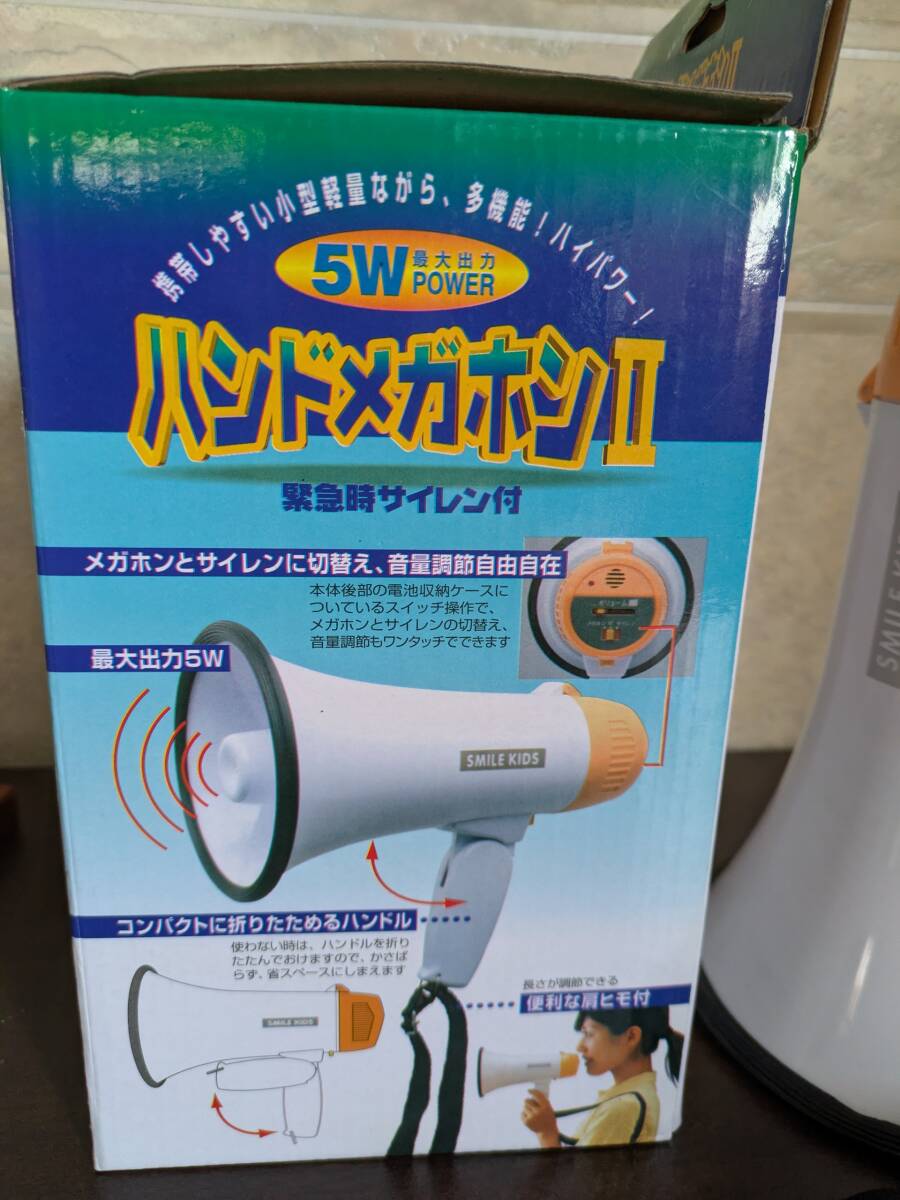 携帯しやすい小型軽量ながら、多機能!ハイパワー!
5W 最大出力
POWER
ハンドメガホンII
緊急時サイレン付
メガホンとサイレンに切替え、音量調節自由自在
本体後部の電池収納ケースに
ついているスイッチ操作で、
メガホンとサイレンの切替え、
音量調節もワンタッチでできます
ボリューム
最大出力5W
SMILE KIDS
コンパクトに折りたためるハンドル
使わない時は、ハンドルを折り
たたんでおけますので、かさば
らず、省スペースにしまえます
SMILE KIDS
長さが調節できる
便利な肩ヒモ付